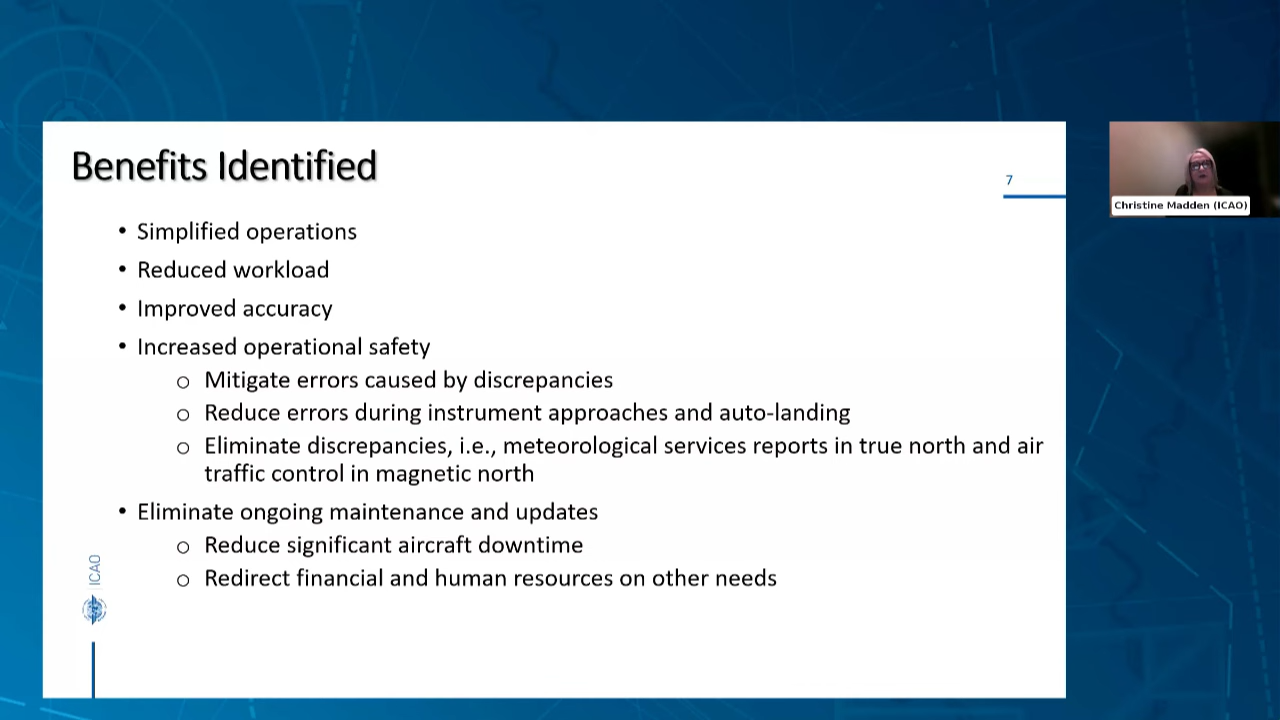 Benefits Identified
7
• Simplified operations
• Reduced workload
• Improved accuracy
• Increased operational safety
o Mitigate errors caused by discrepancies
o Reduce errors during instrument approaches and auto-landing
o Eliminate discrepancies, i.e., meteorological services reports in true north and air
traffic control in magnetic north
• Eliminate ongoing maintenance and updates
o Reduce significant aircraft downtime
o Redirect financial and human resources on other needs
ICAO
Christine Madden (ICAO)